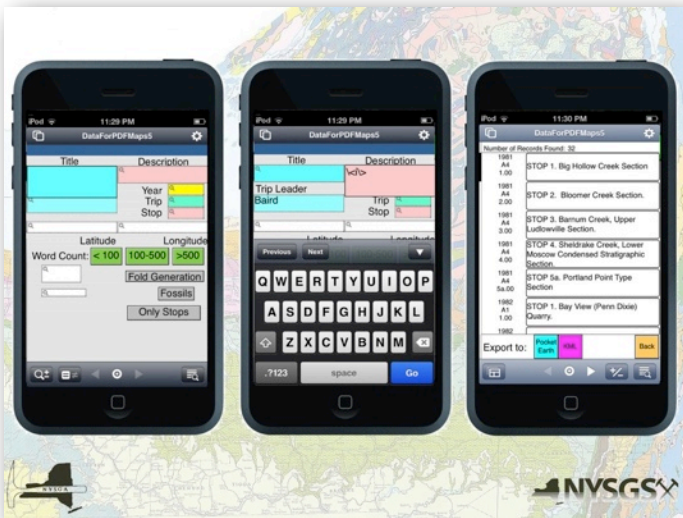 iPod 11:29 PM
DataForPDFMaps5
Title Description
Year
Trip
Stop
Latitude Longitude
Word Count: < 100 100-500 >500
Fold Generation
Fossils
Only Stops
iPod 11:29 PM
DataForPDFMaps5
Title Description
\<d\>
Trip Leader
Baird
Trip
Stop
Latitude Longitude
Previous Next
Q W E R T Y U I O P
A S D F G H J K L
Z X C V B N M
.?123 space Go
iPod 11:30 PM
DataForPDFMaps5
Number of Records Found: 32
1981
A4
1.00
STOP 1. Big Hollow Creek Section
1981
A4
2.00
STOP 2. Bloomer Creek Section.
1981
A4
3.00
STOP 3. Barnum Creek, Upper
Ludlowville Section.
1981
A4
4.00
STOP 4. Sheldrake Creek, Lower
Moscow Condensed Stratigraphic
Section.
1981
A4
5a.00
STOP 5a. Portland Point Type
Section
1982
A1
1.00
STOP 1. Bay View (Penn Dixie)
Quarry.
1982
Export to: Pocket
Earth
KML
Back
NYSGA
NYSGS